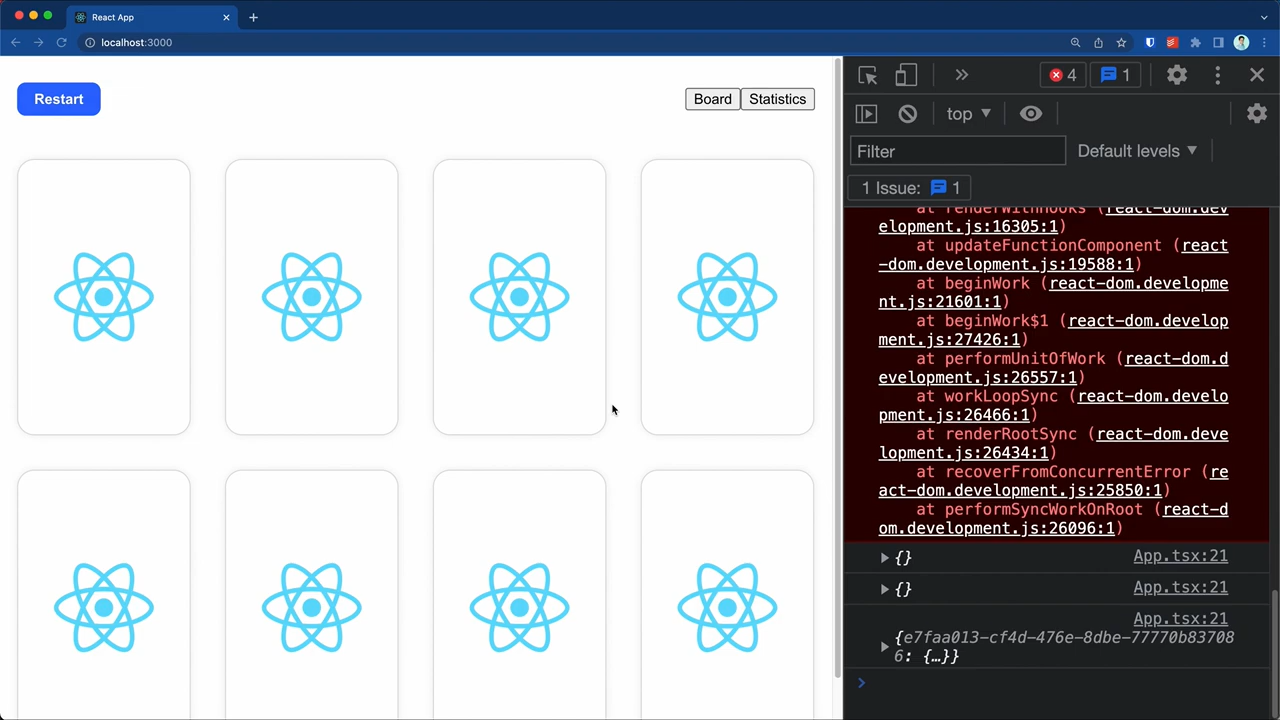 React App
localhost:3000
Restart
Board
Statistics
4
1
top
Filter
Default levels
1 Issue:
1
at renderWithHooks (react-dom.dev
elopment.js:16305:1)
at updateFunctionComponent (react
-dom.development.js:19588:1)
at beginWork (react-dom.developme
nt.js:21601:1)
at beginWork$1 (react-dom.develop
ment.js:27426:1)
at performUnitOfWork (react-dom.d
evelopment.js:26557:1)
at workLoopSync (react-dom.develo
pment.js:26466:1)
at renderRootSync (react-dom.deve
lopment.js:26434:1)
at recoverFromConcurrentError (re
act-dom.development.js:25850:1)
at performSyncWorkOnRoot (react-d
om.development.js:26096:1)
{} App.tsx:21
{} App.tsx:21
App.tsx:21
{e7faa013-cf4d-476e-8dbe-77770b83708
6: {…}}